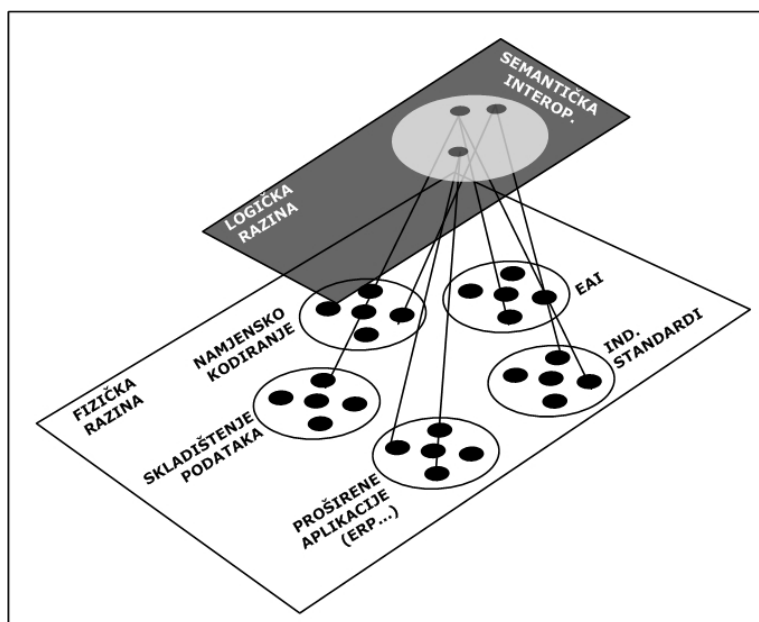 SEMANTIČKA
INTEROP.
LOGIČKA
RAZINA
NAMJENSKO
KODIRANJE
EAI
IND.
STANDARDI
FIZIČKA
RAZINA
SKLADIŠTENJE
PODATAKA
PROŠIRENE
APLIKACIJE
(ERP...)